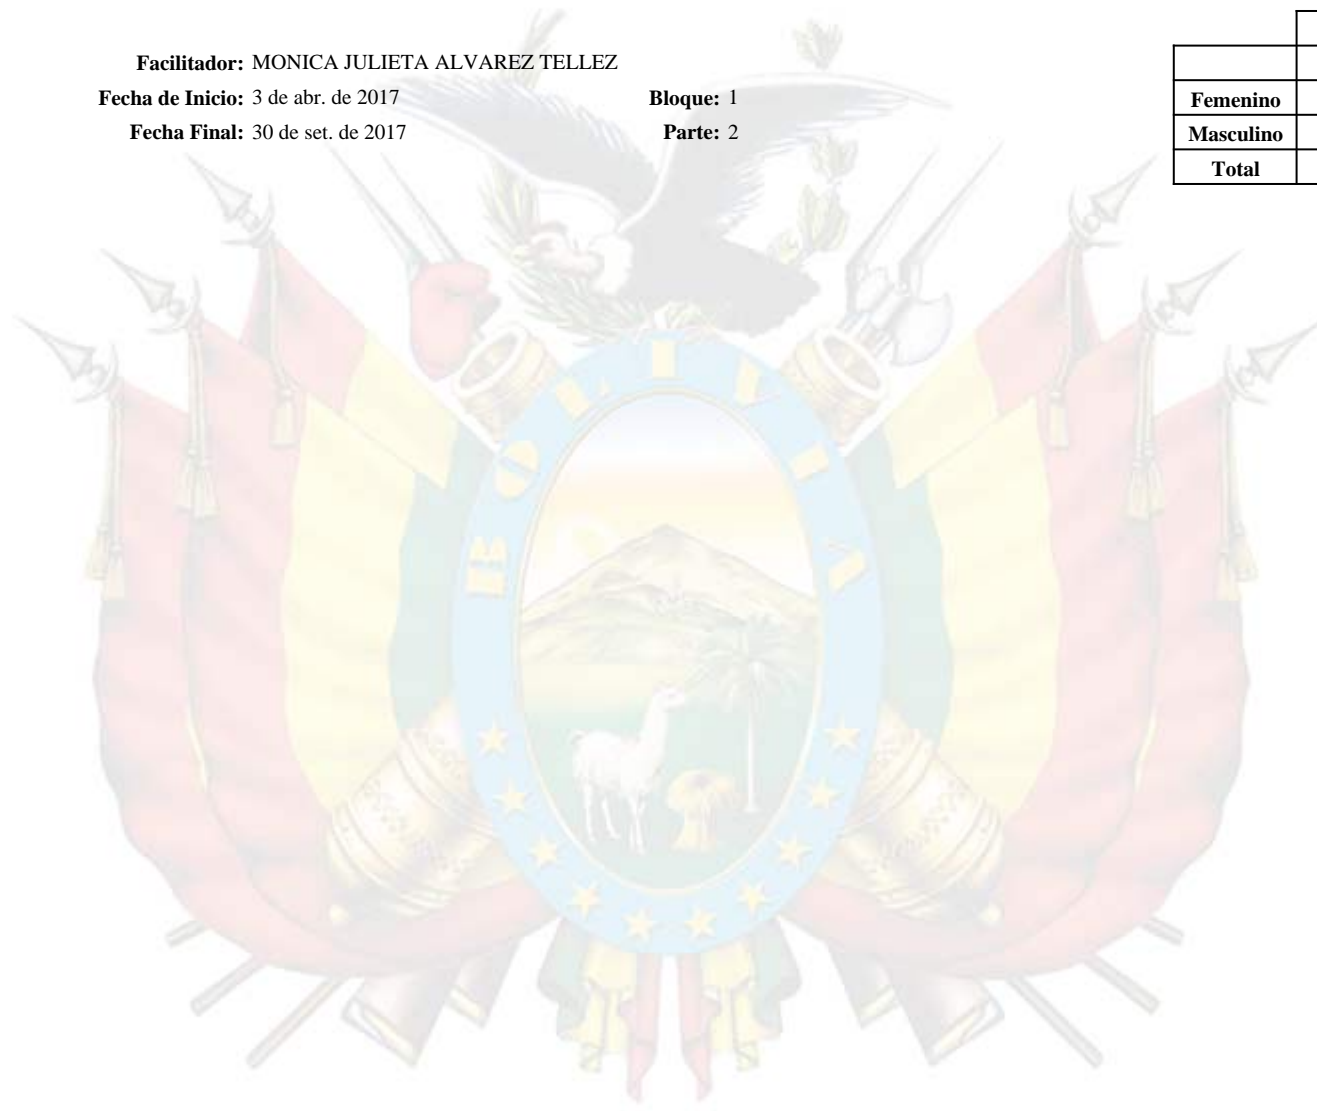 Facilitador: MONICA JULIETA ALVAREZ TELLEZ
Fecha de Inicio: 3 de abr. de 2017 Bloque: 1
Fecha Final: 30 de set. de 2017 Parte: 2
Femenino
Masculino
Total
BOLIVIA